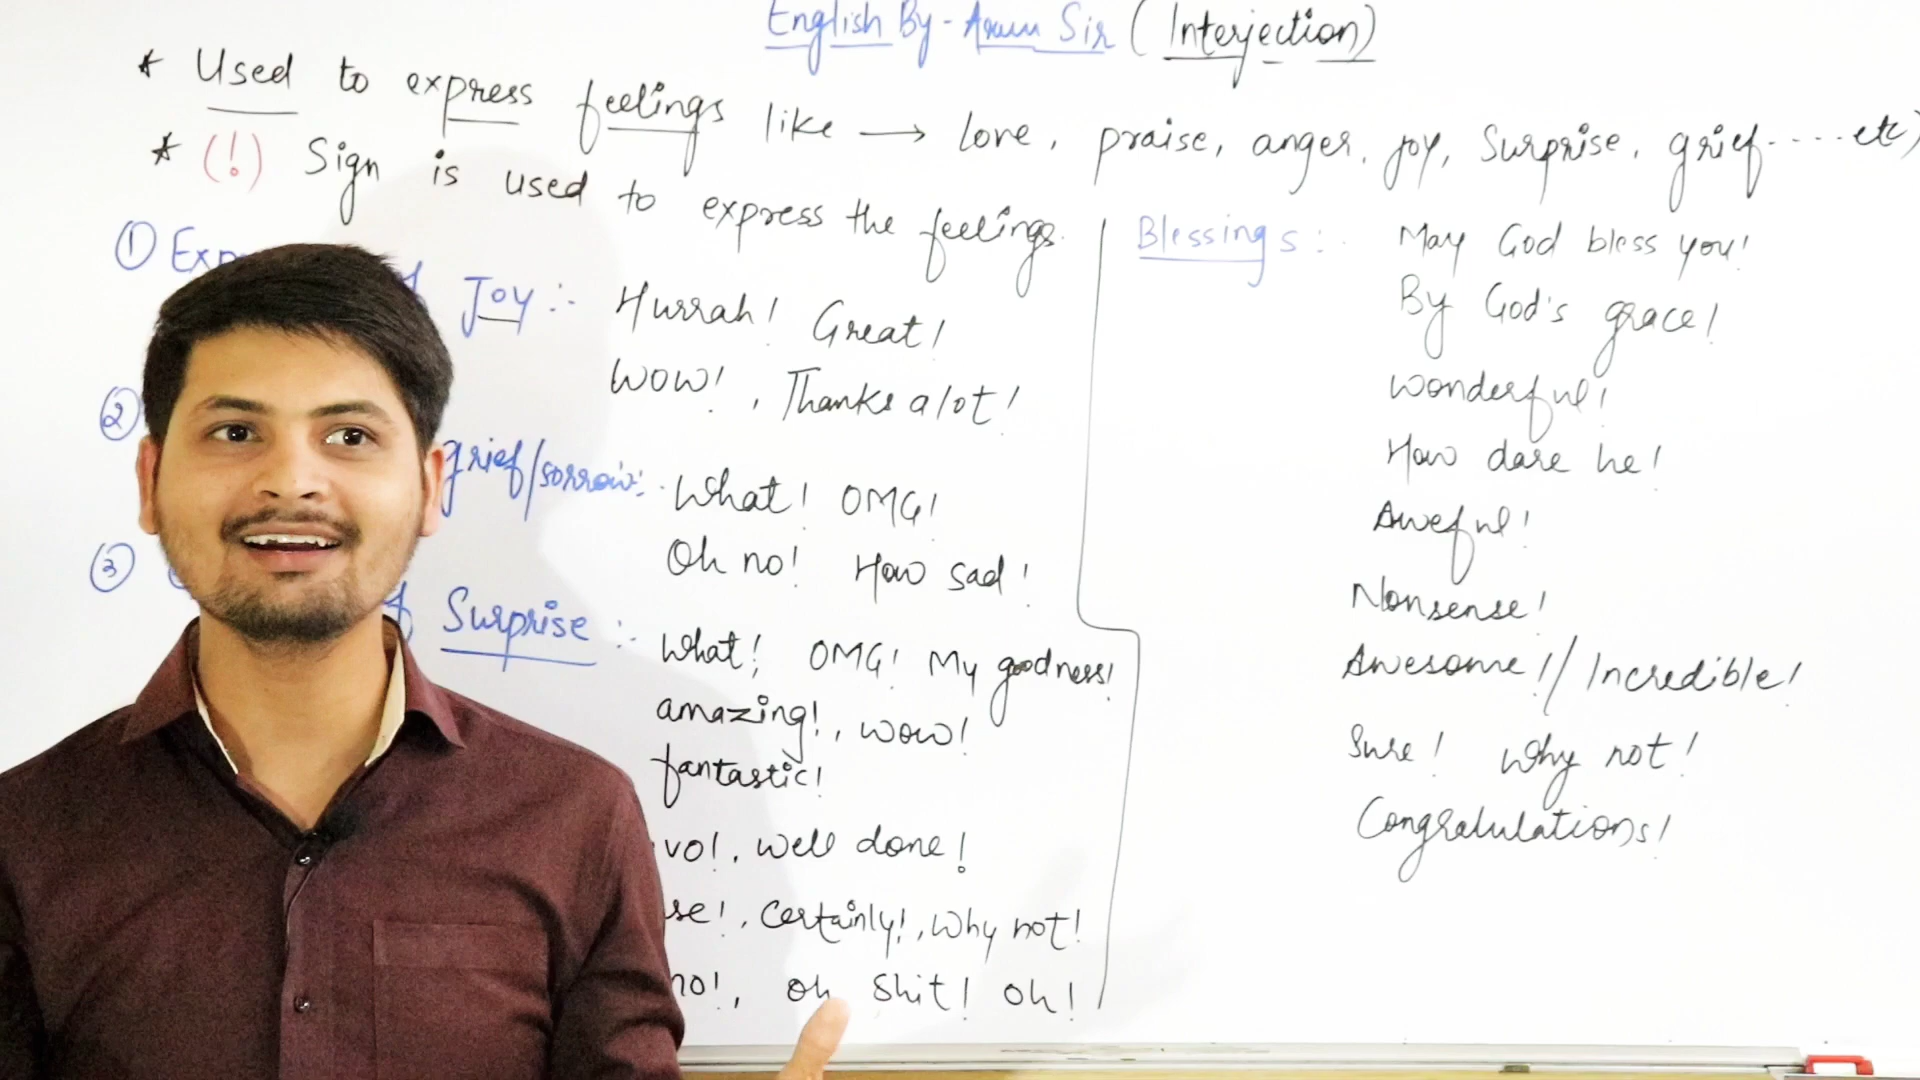 English By - Arun Sir (Interjection)
* Used to express feelings like → love, praise, anger, joy, Surprise, grief.....etc)
* (!) Sign is used to express the feelings.
① Exp
Joy :- Hurrah! Great!
wow!, Thanks alot!
②
grief/sorrow:- What! OMG!
Oh no! How sad!
③
Surprise :- What! OMG! My goodness!
amazing!, wow!
fantastic!
vo!, well done!
se!, Certainly!, Why not!
no!, oh shit! Oh!
Blessings :- May God bless you!
By God's grace!
Wonderful!
How dare he!
Aweful!
Nonsense!
Awesome!/ Incredible!
Sure! Why not!
Congratulations!